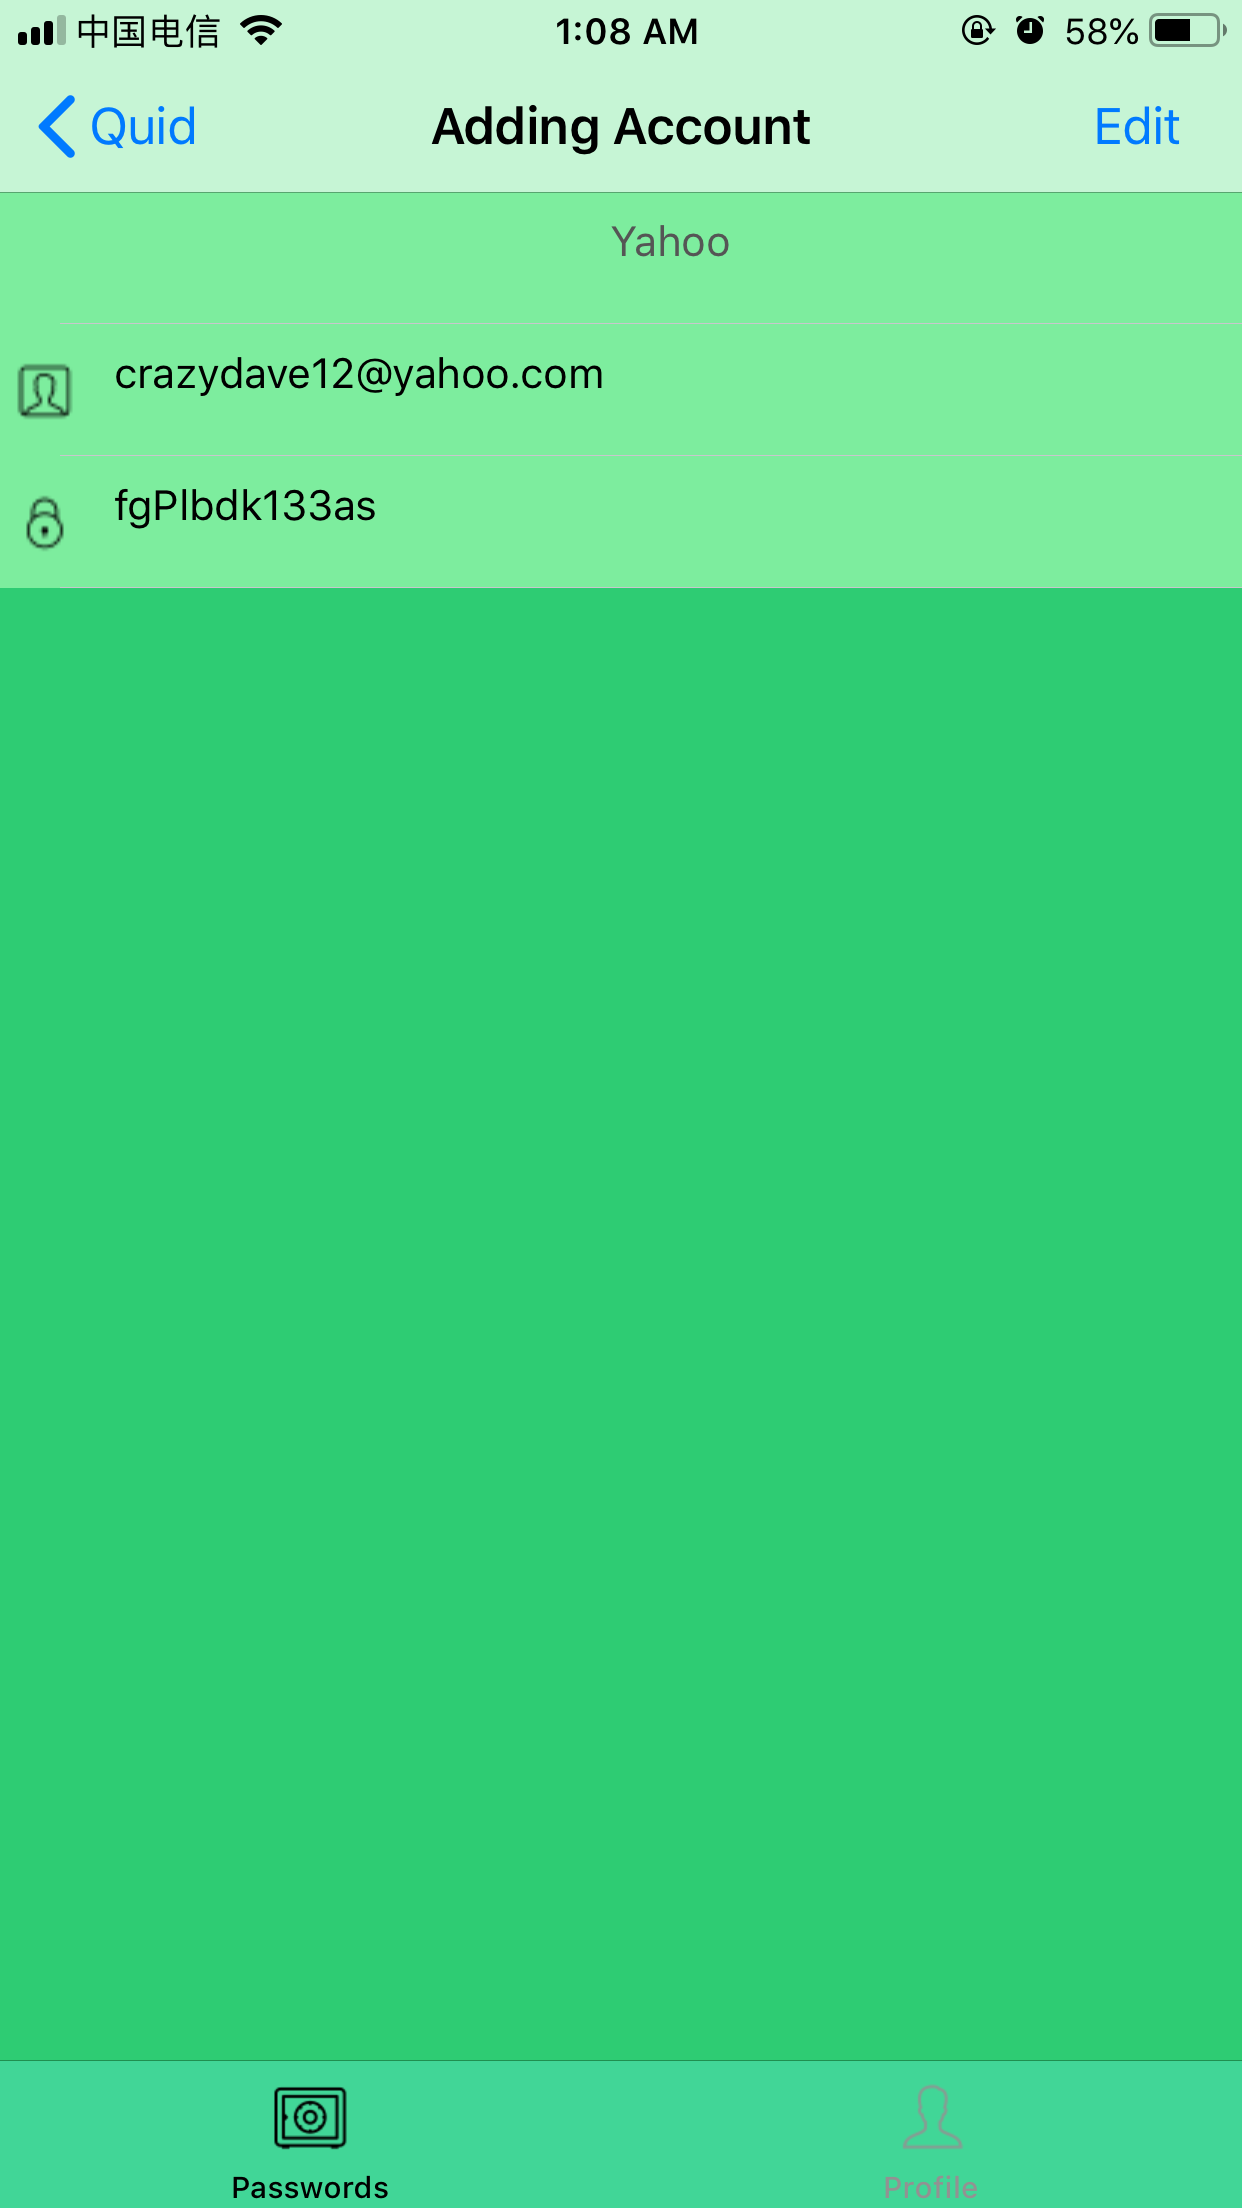 中国电信 1:08 AM 58%
Quid Adding Account Edit
Yahoo
crazydave12@yahoo.com
fgPlbdk133as
Passwords Profile